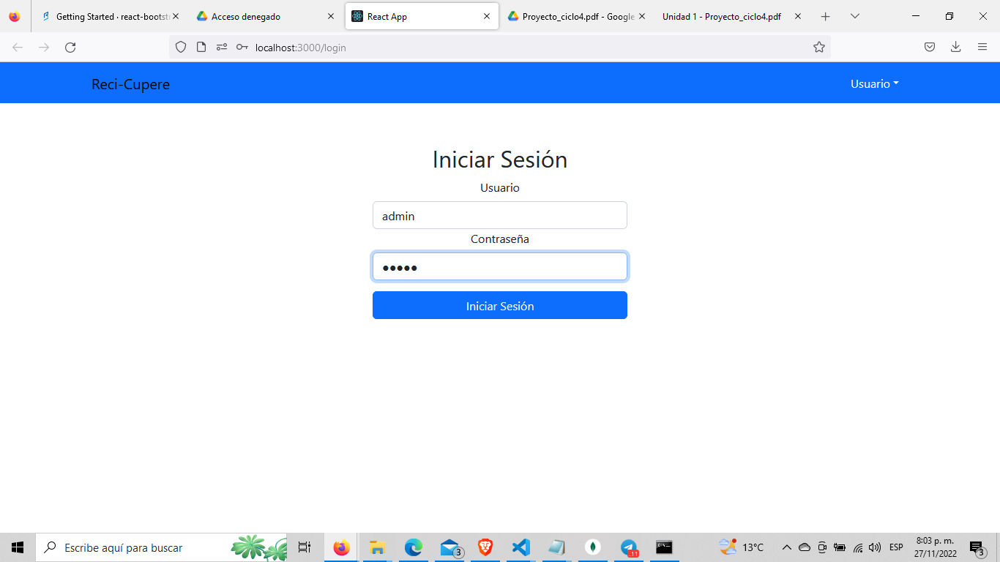 Getting Started · react-bootstr
Acceso denegado
React App
Proyecto_ciclo4.pdf - Google
Unidad 1 - Proyecto_ciclo4.pdf
localhost:3000/login
Reci-Cupere
Usuario
Iniciar Sesión
Usuario
admin
Contraseña
●●●●●
Iniciar Sesión
Escribe aquí para buscar
3
11
13°C
ESP
8:03 p. m.
27/11/2022
3